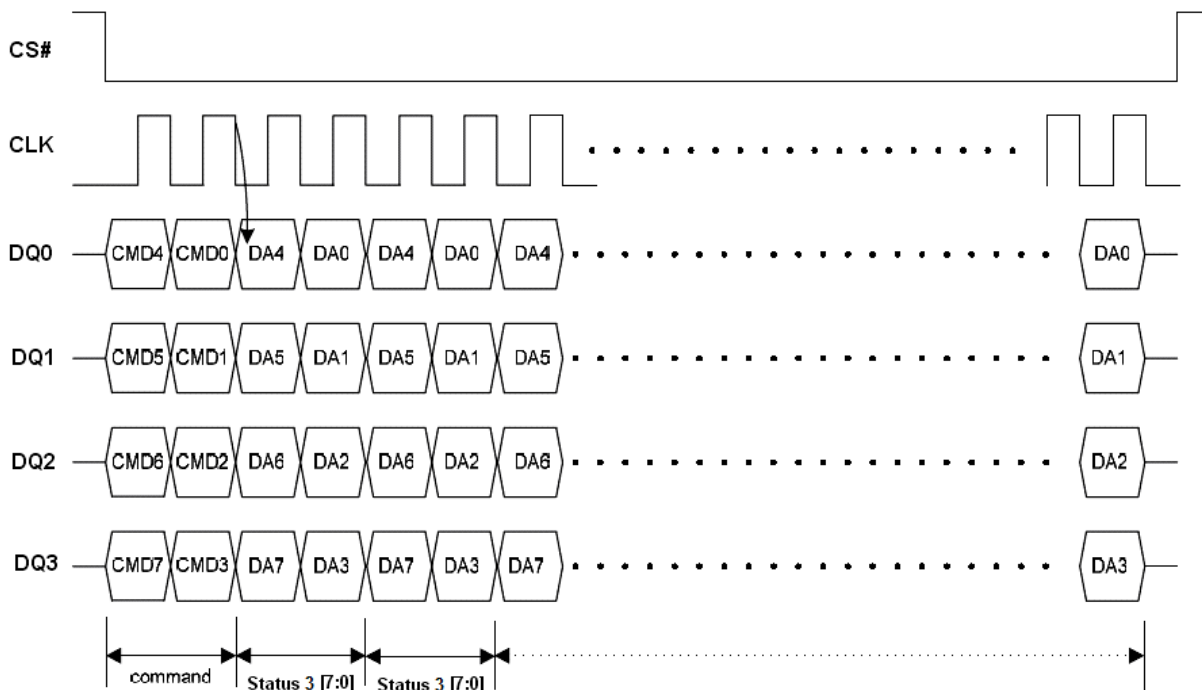 CS#
CLK
DQ0 CMD4 CMD0 DA4 DA0 DA4 DA0 DA4 DA0
DQ1 CMD5 CMD1 DA5 DA1 DA5 DA1 DA5 DA1
DQ2 CMD6 CMD2 DA6 DA2 DA6 DA2 DA6 DA2
DQ3 CMD7 CMD3 DA7 DA3 DA7 DA3 DA7 DA3
command Status 3 [7:0] Status 3 [7:0]